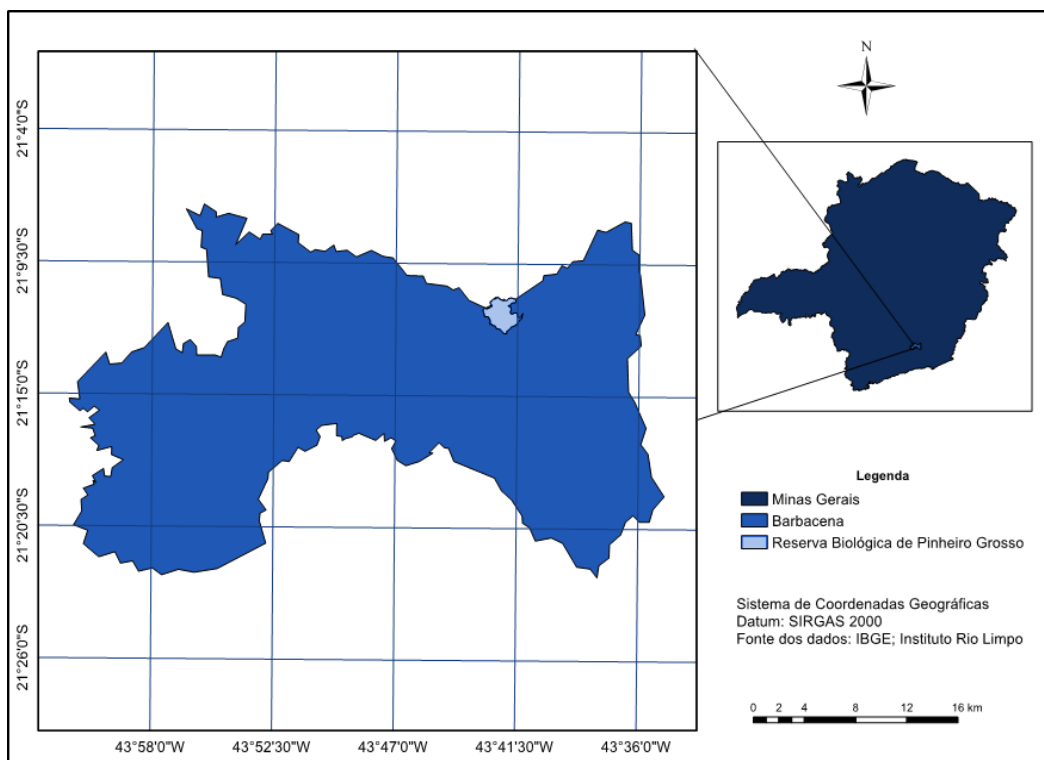 N
21°4'0"S
21°9'30"S
21°15'0"S
21°20'30"S
21°26'0"S
43°58'0"W
43°52'30"W
43°47'0"W
43°41'30"W
43°36'0"W
Legenda
Minas Gerais
Barbacena
Reserva Biológica de Pinheiro Grosso
Sistema de Coordenadas Geográficas
Datum: SIRGAS 2000
Fonte dos dados: IBGE; Instituto Rio Limpo
0 2 4 8 12 16 km